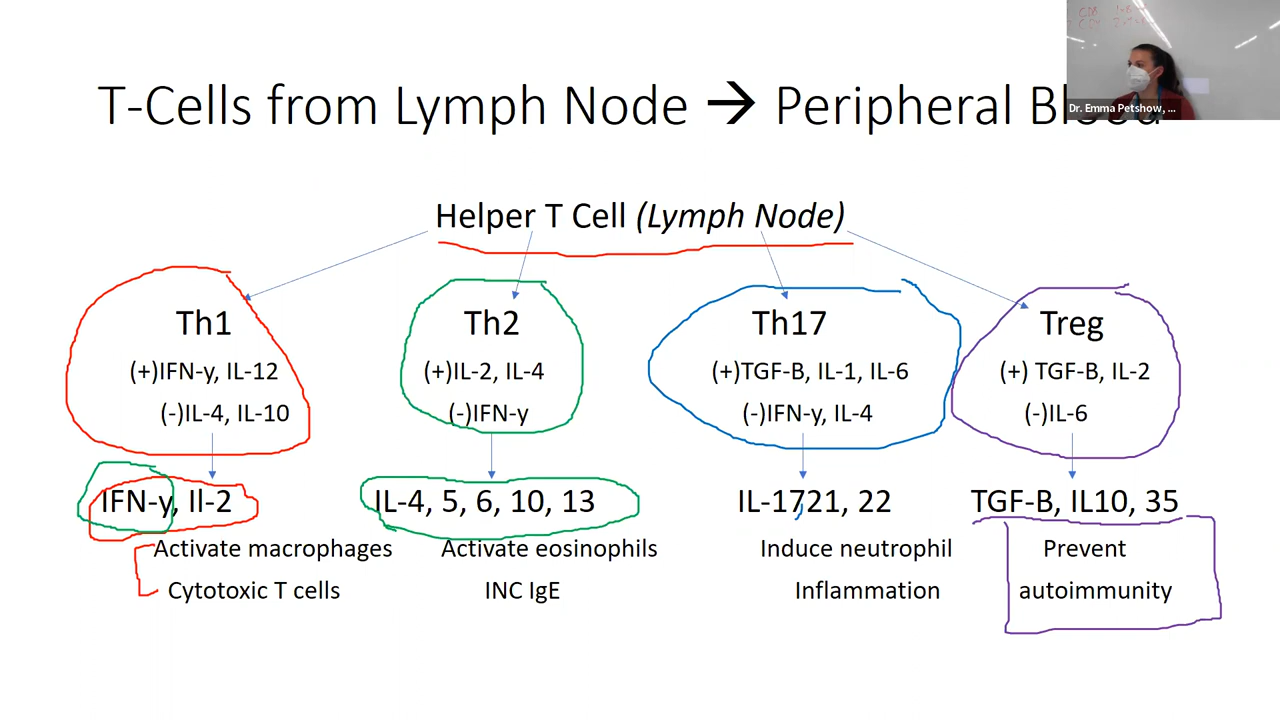 T-Cells from Lymph Node → Peripheral Blood
Dr. Emma Petshow, ...
Helper T Cell (Lymph Node)
Th1 Th2 Th17 Treg
(+)IFN-y, IL-12 (+)IL-2, IL-4 (+)TGF-B, IL-1, IL-6 (+) TGF-B, IL-2
(-)IL-4, IL-10 (-)IFN-y (-)IFN-y, IL-4 (-)IL-6
IFN-y, Il-2 IL-4, 5, 6, 10, 13 IL-1721, 22 TGF-B, IL10, 35
Activate macrophages Activate eosinophils Induce neutrophil Prevent
Cytotoxic T cells INC IgE Inflammation autoimmunity